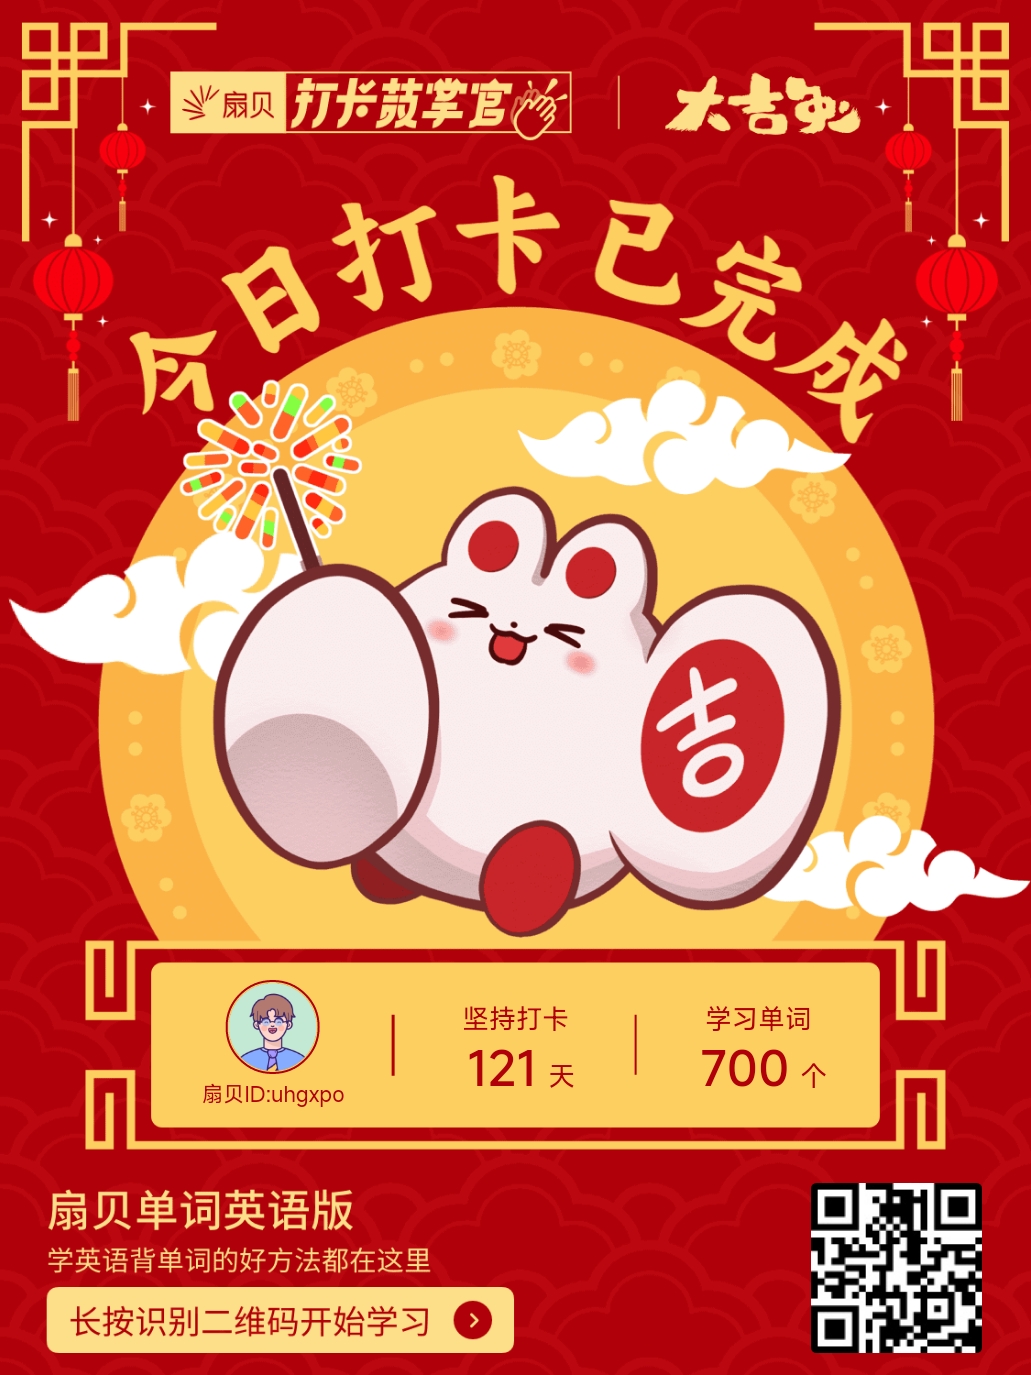 扇贝 打卡鼓掌官
大吉兔
今日打卡已完成
吉
坚持打卡
121 天
学习单词
700 个
扇贝ID:uhgxpo
扇贝单词英语版
学英语背单词的好方法都在这里
长按识别二维码开始学习